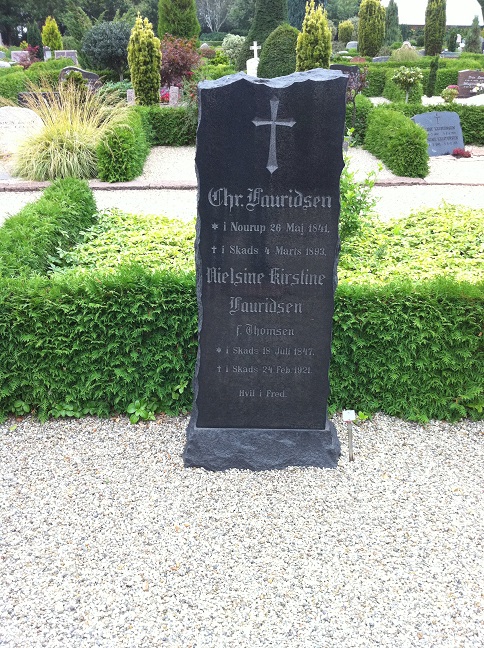 Chr. Lauridsen
* i Nourup 26 Maj 1841.
† i Skads 4 Marts 1893.
Nielsine Kirstine
Lauridsen
f. Thomsen
* i Skads 18 Juli 1847.
† i Skads 24 Feb. 1921.
Hvil i Fred.